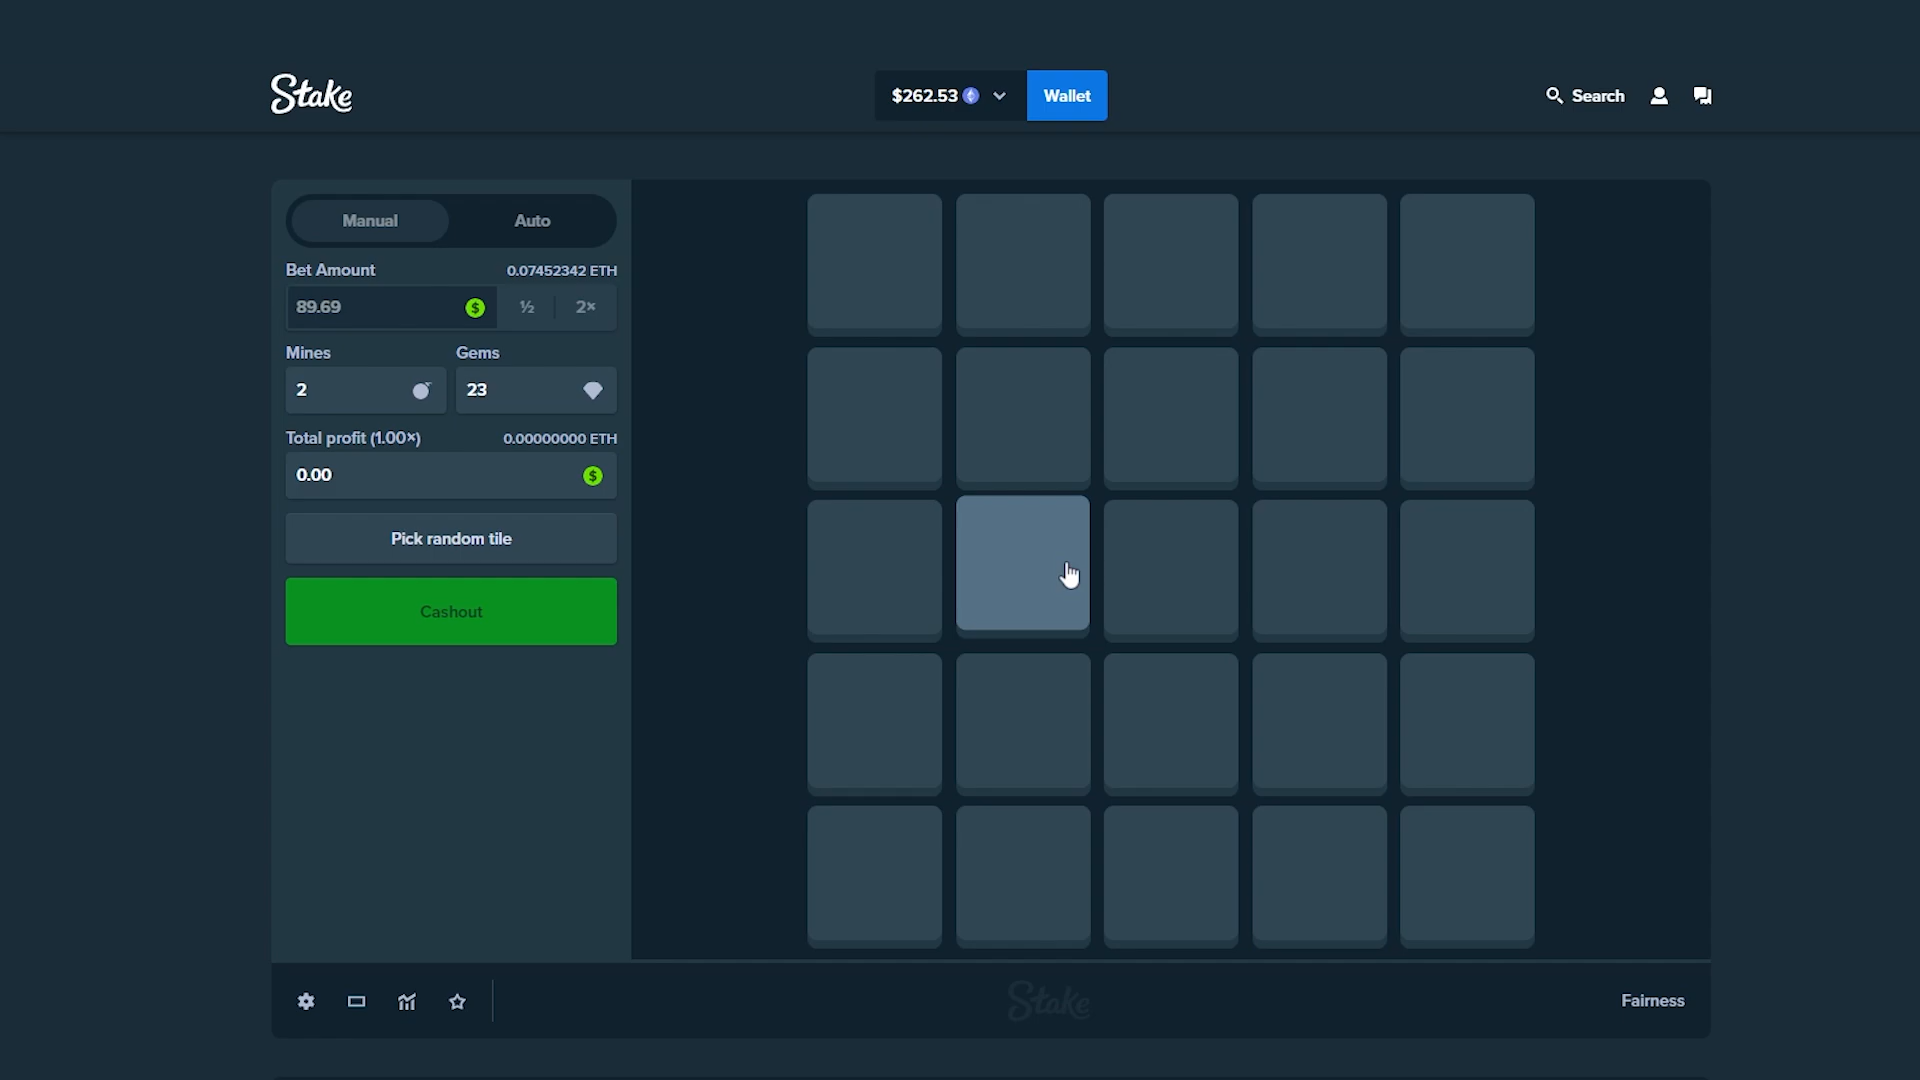 Stake
$262.53
Wallet
Search
Manual
Auto
Bet Amount
0.07452342 ETH
89.69
$
½
2×
Mines
Gems
2
23
Total profit (1.00×)
0.00000000 ETH
0.00
$
Pick random tile
Cashout
Stake
Fairness